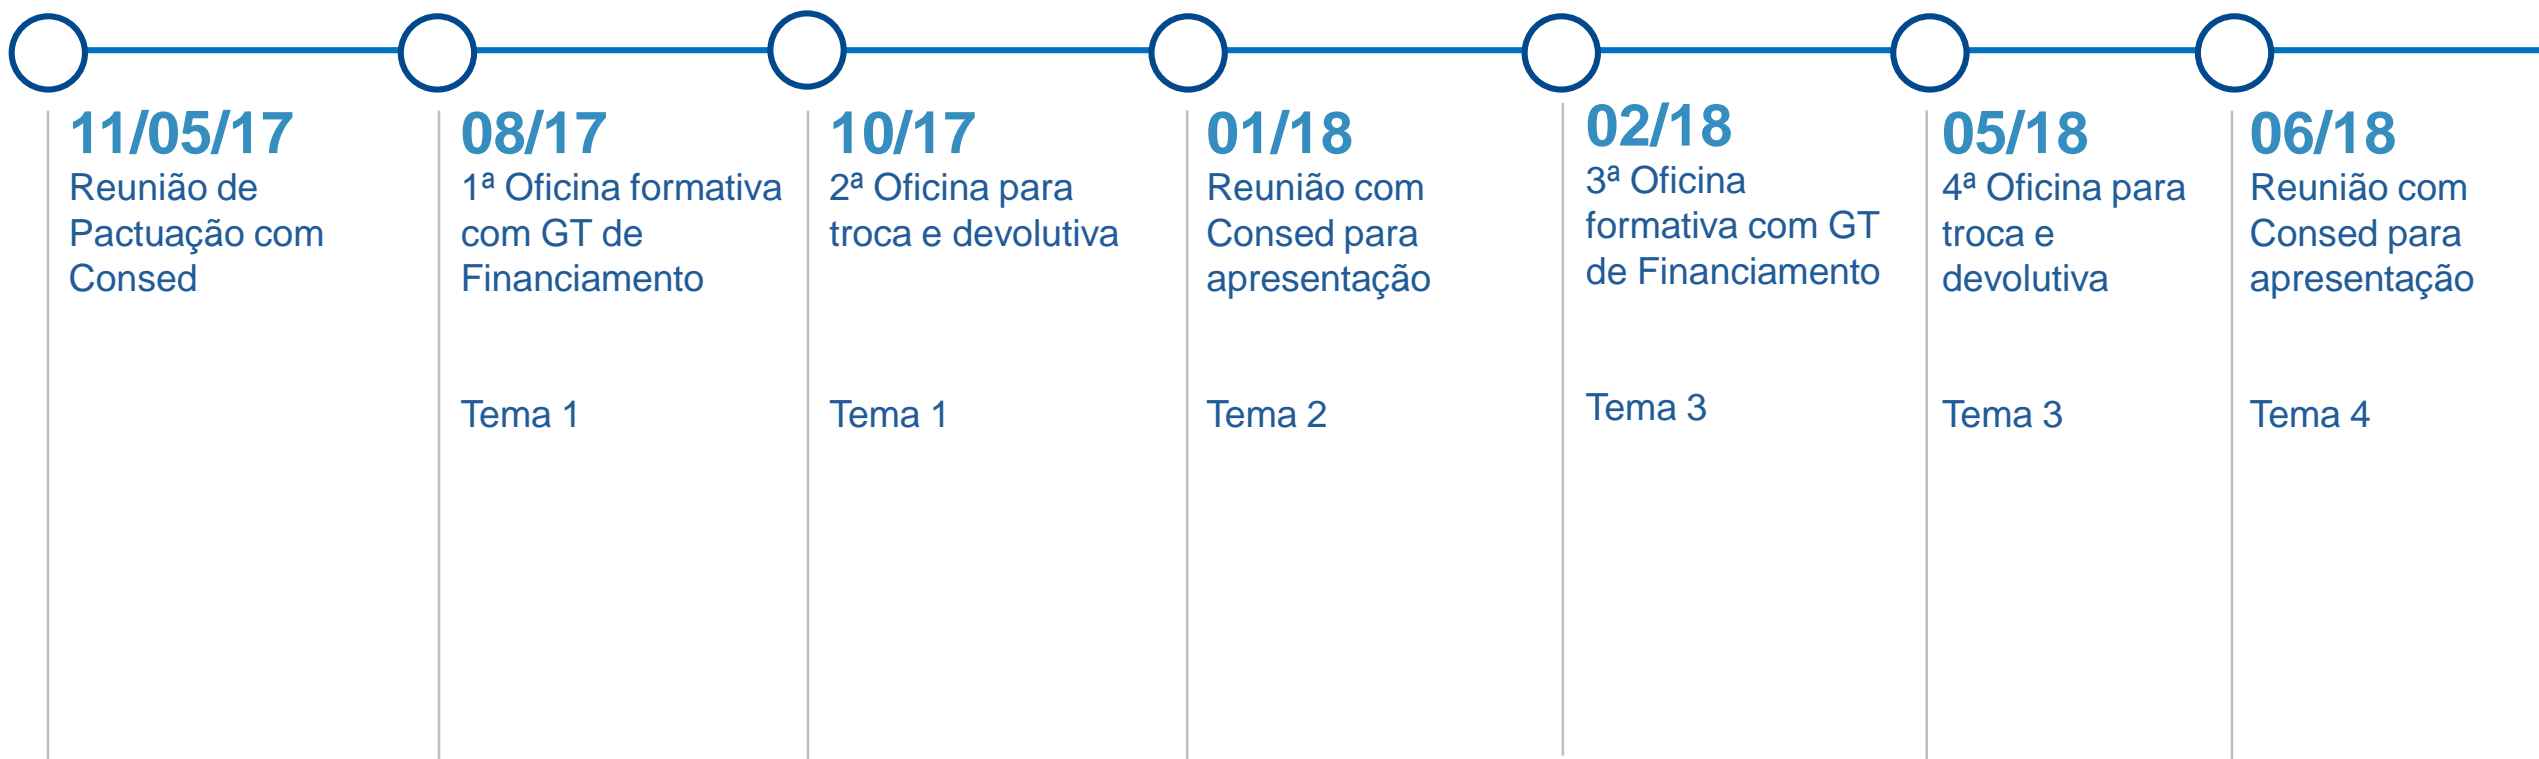 11/05/17
Reunião de
Pactuação com
Consed
08/17
1ª Oficina formativa
com GT de
Financiamento
Tema 1
10/17
2ª Oficina para
troca e devolutiva
Tema 1
01/18
Reunião com
Consed para
apresentação
Tema 2
02/18
3ª Oficina
formativa com GT
de Financiamento
Tema 3
05/18
4ª Oficina para
troca e
devolutiva
Tema 3
06/18
Reunião com
Consed para
apresentação
Tema 4